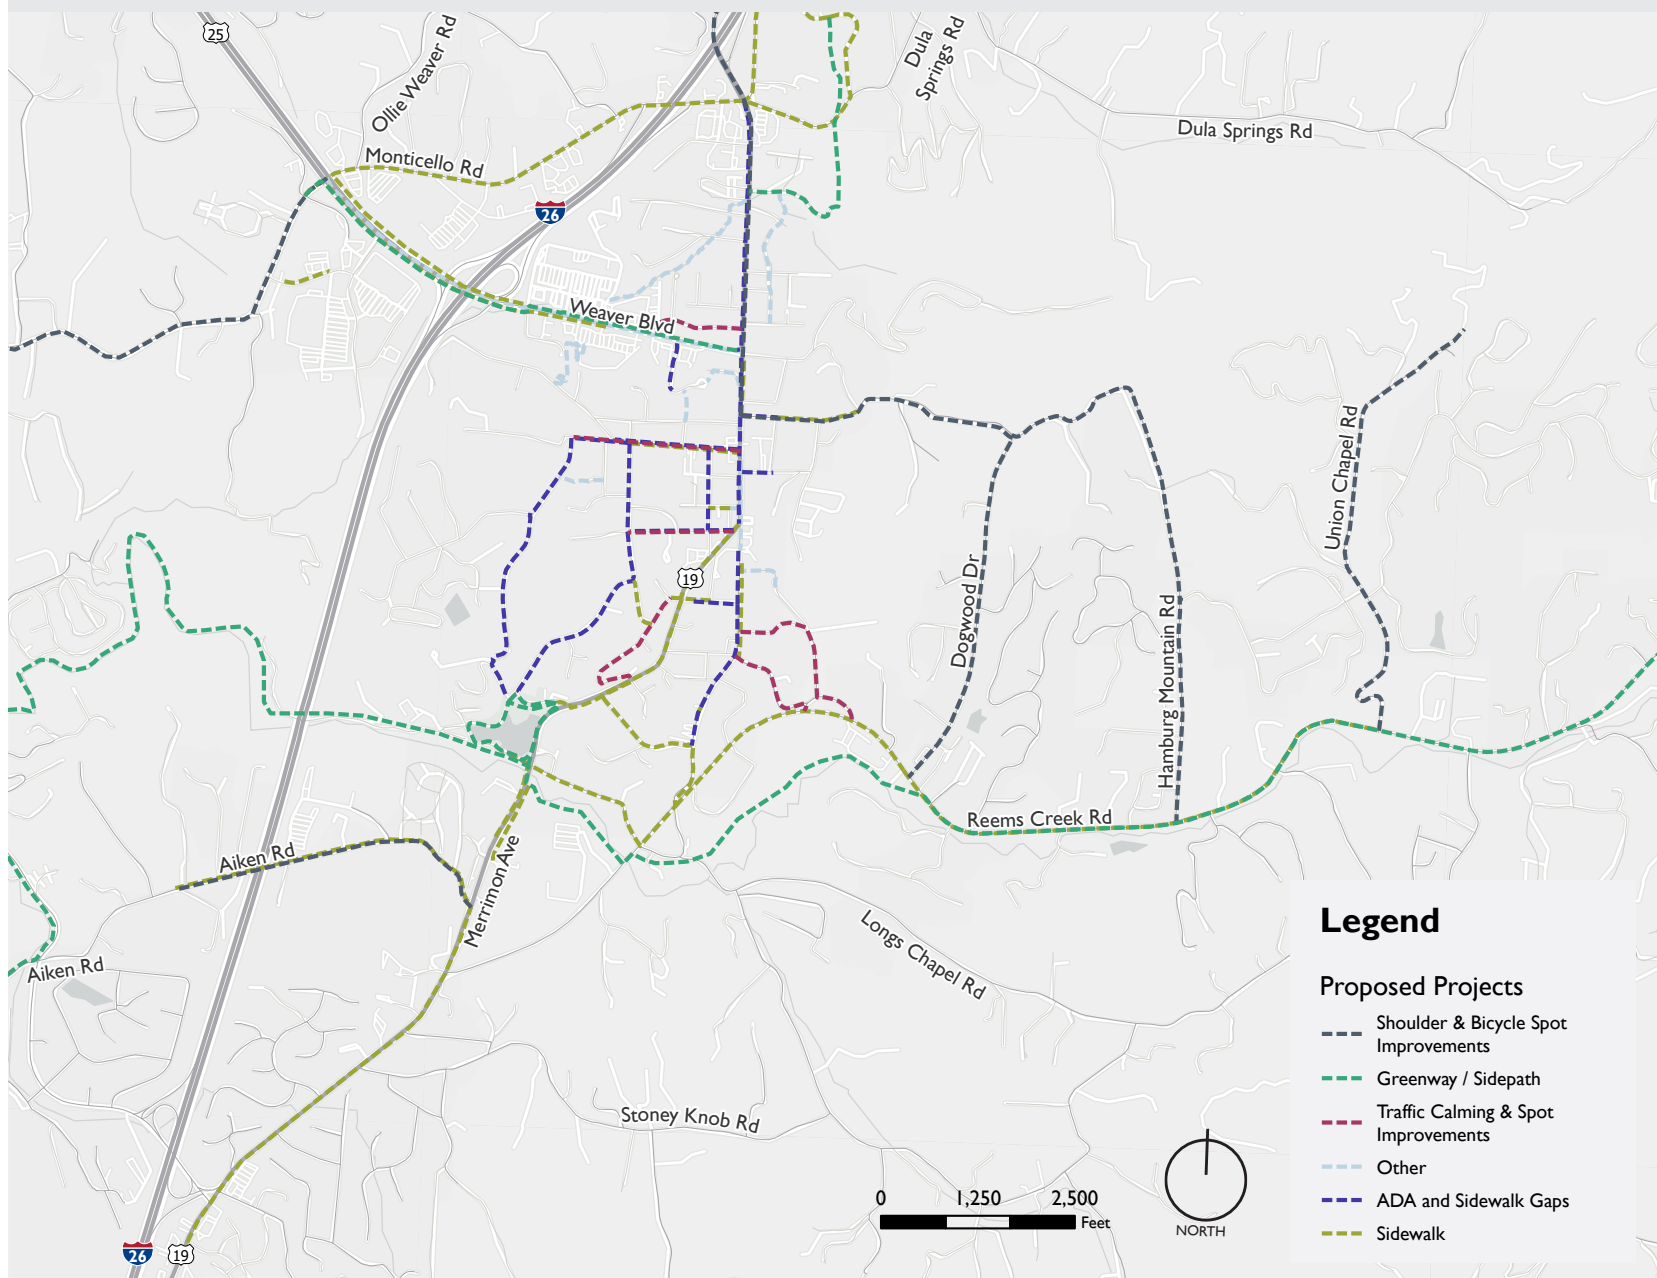 25
Ollie Weaver Rd
Dula
Springs Rd
Dula Springs Rd
Monticello Rd
26
Weaver Blvd
Union Chapel Rd
19
Dogwood Dr
Hamburg Mountain Rd
Reems Creek Rd
Aiken Rd
Merrimon Ave
Longs Chapel Rd
Aiken Rd
Stoney Knob Rd
26
19
0 1,250 2,500
Feet
NORTH
Legend
Proposed Projects
Shoulder & Bicycle Spot
Improvements
Greenway / Sidepath
Traffic Calming & Spot
Improvements
Other
ADA and Sidewalk Gaps
Sidewalk